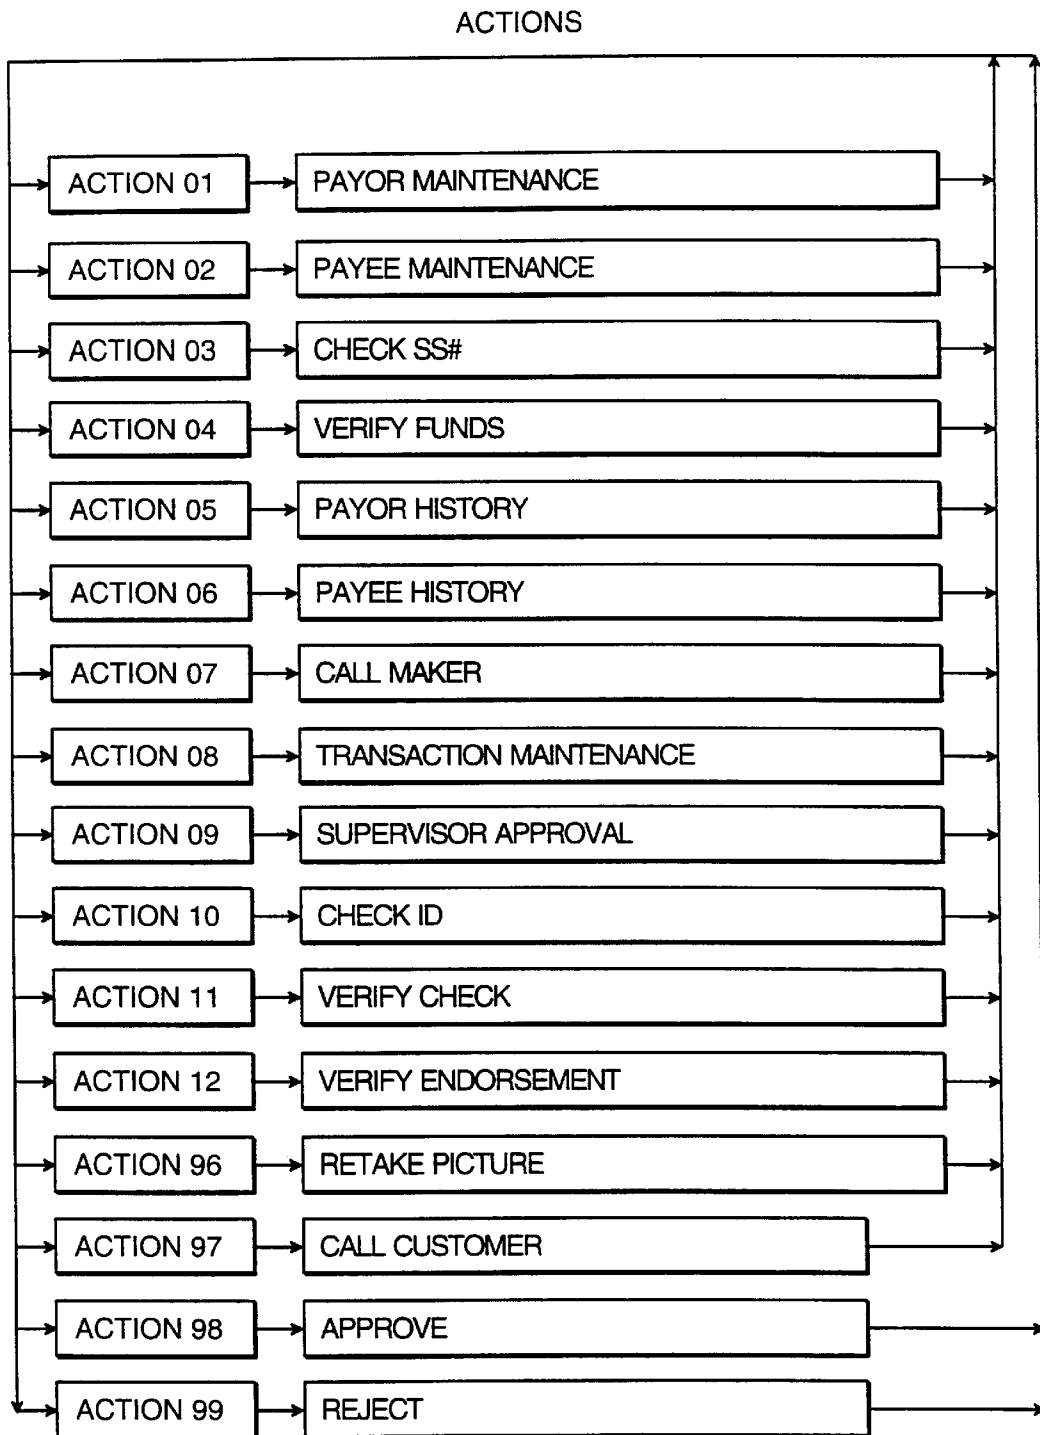 ACTIONS
ACTION 01 PAYOR MAINTENANCE
ACTION 02 PAYEE MAINTENANCE
ACTION 03 CHECK SS#
ACTION 04 VERIFY FUNDS
ACTION 05 PAYOR HISTORY
ACTION 06 PAYEE HISTORY
ACTION 07 CALL MAKER
ACTION 08 TRANSACTION MAINTENANCE
ACTION 09 SUPERVISOR APPROVAL
ACTION 10 CHECK ID
ACTION 11 VERIFY CHECK
ACTION 12 VERIFY ENDORSEMENT
ACTION 96 RETAKE PICTURE
ACTION 97 CALL CUSTOMER
ACTION 98 APPROVE
ACTION 99 REJECT